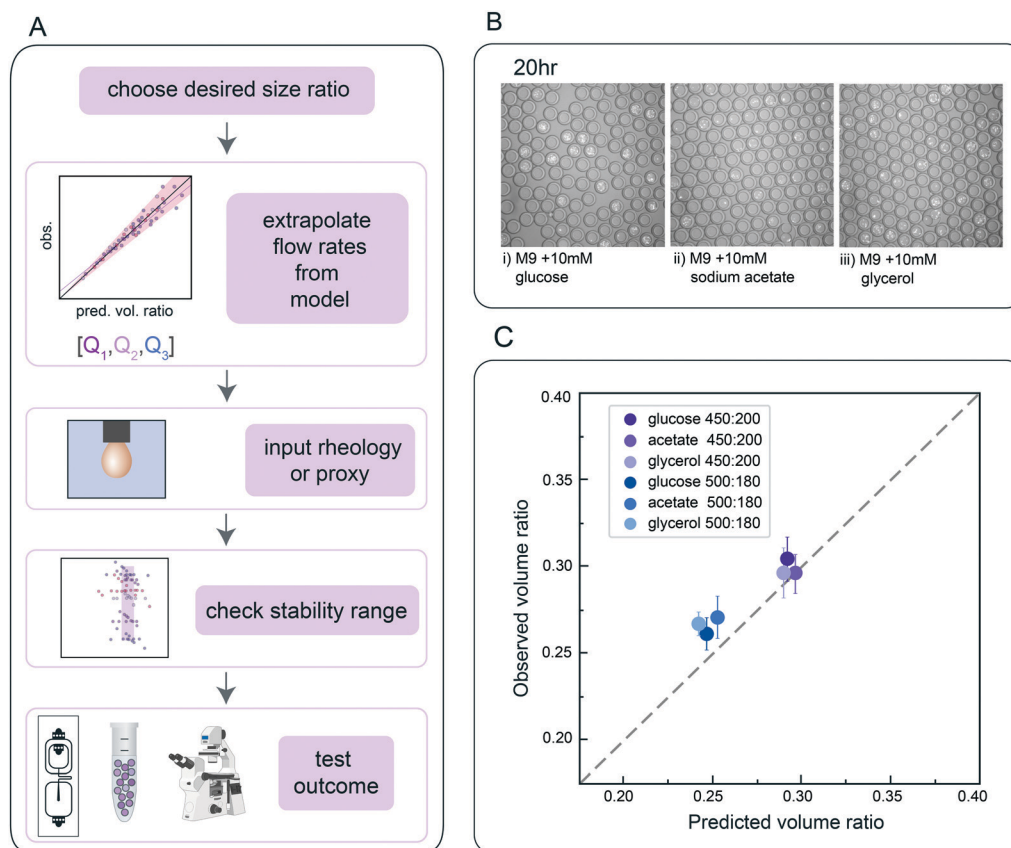 A
choose desired size ratio
obs.
pred. vol. ratio
[Q1,Q2,Q3]
extrapolate
flow rates
from
model
input rheology
or proxy
check stability range
test
outcome
B
20hr
i) M9 +10mM
glucose
ii) M9 +10mM
sodium acetate
iii) M9 +10mM
glycerol
C
Observed volume ratio
0.40
0.35
0.30
0.25
0.20
glucose 450:200
acetate 450:200
glycerol 450:200
glucose 500:180
acetate 500:180
glycerol 500:180
0.20
0.25
0.30
0.40
0.40
Predicted volume ratio